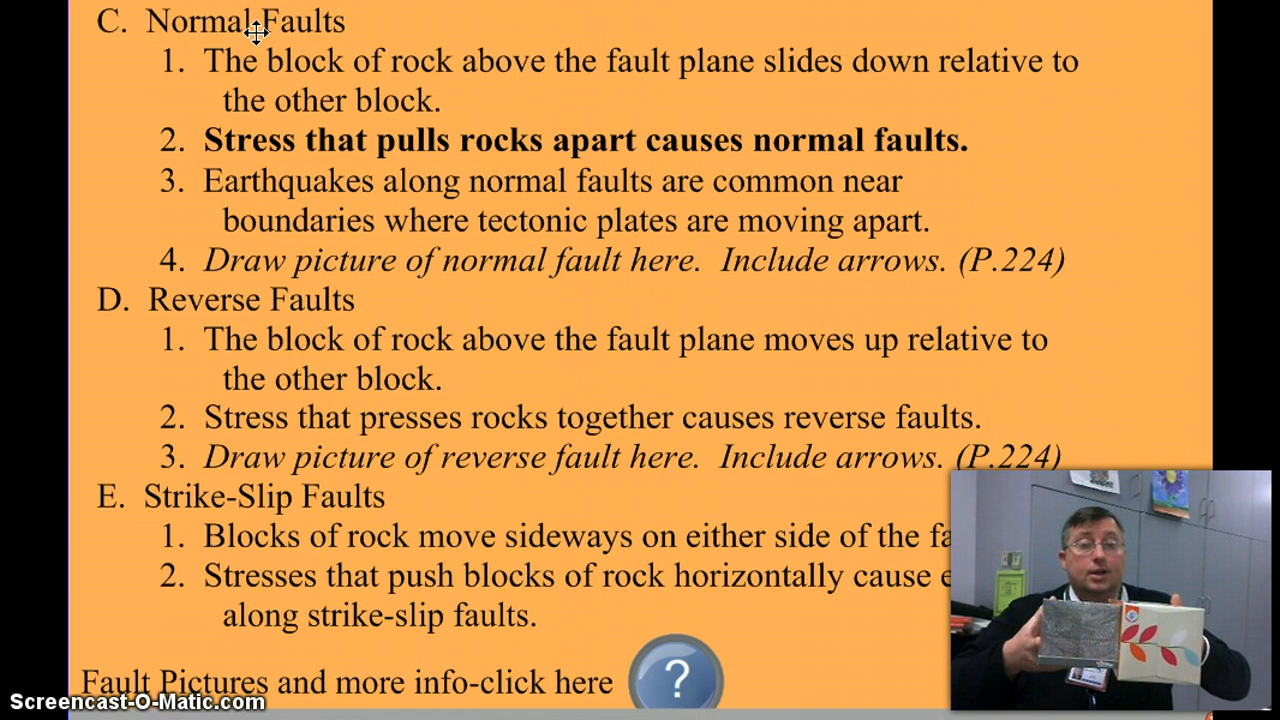 C. Normal Faults
1. The block of rock above the fault plane slides down relative to
the other block.
2. Stress that pulls rocks apart causes normal faults.
3. Earthquakes along normal faults are common near
boundaries where tectonic plates are moving apart.
4. Draw picture of normal fault here. Include arrows. (P.224)
D. Reverse Faults
1. The block of rock above the fault plane moves up relative to
the other block.
2. Stress that presses rocks together causes reverse faults.
3. Draw picture of reverse fault here. Include arrows. (P.224)
E. Strike-Slip Faults
1. Blocks of rock move sideways on either side of the fa
2. Stresses that push blocks of rock horizontally cause e
along strike-slip faults.
Fault Pictures and more info-click here
?
Screencast-O-Matic.com